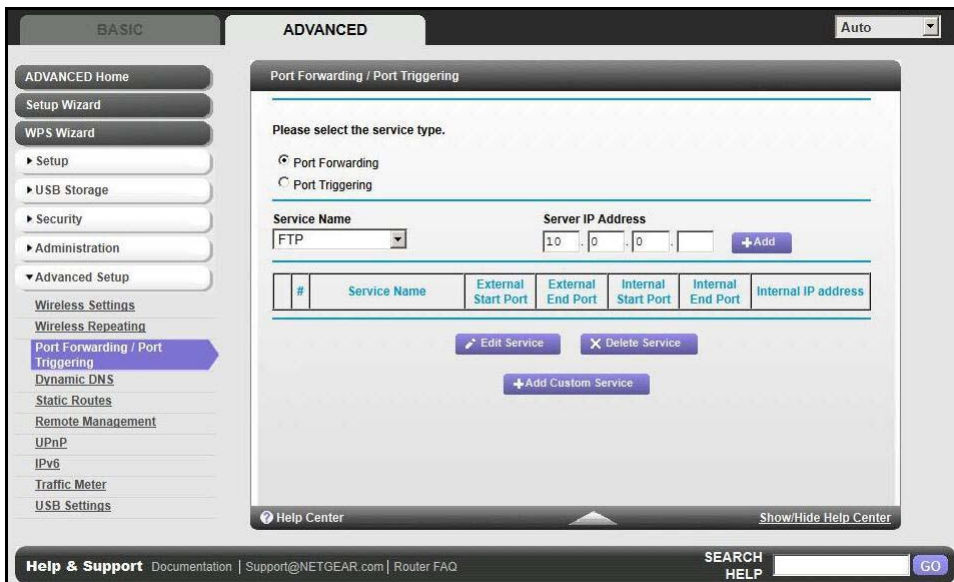 BASIC
ADVANCED
Auto
ADVANCED Home
Setup Wizard
WPS Wizard
Setup
USB Storage
Security
Administration
Advanced Setup
Wireless Settings
Wireless Repeating
Port Forwarding / Port
Triggering
Dynamic DNS
Static Routes
Remote Management
UPnP
IPv6
Traffic Meter
USB Settings
Port Forwarding / Port Triggering
Please select the service type.
Port Forwarding
Port Triggering
Service Name
Server IP Address
FTP
10 . 0 . 0 .
+Add
# Service Name External Start Port External End Port Internal Start Port Internal End Port Internal IP address
Edit Service
X Delete Service
+Add Custom Service
? Help Center
Show/Hide Help Center
Help & Support Documentation | Support@NETGEAR.com | Router FAQ
SEARCH
HELP
GO